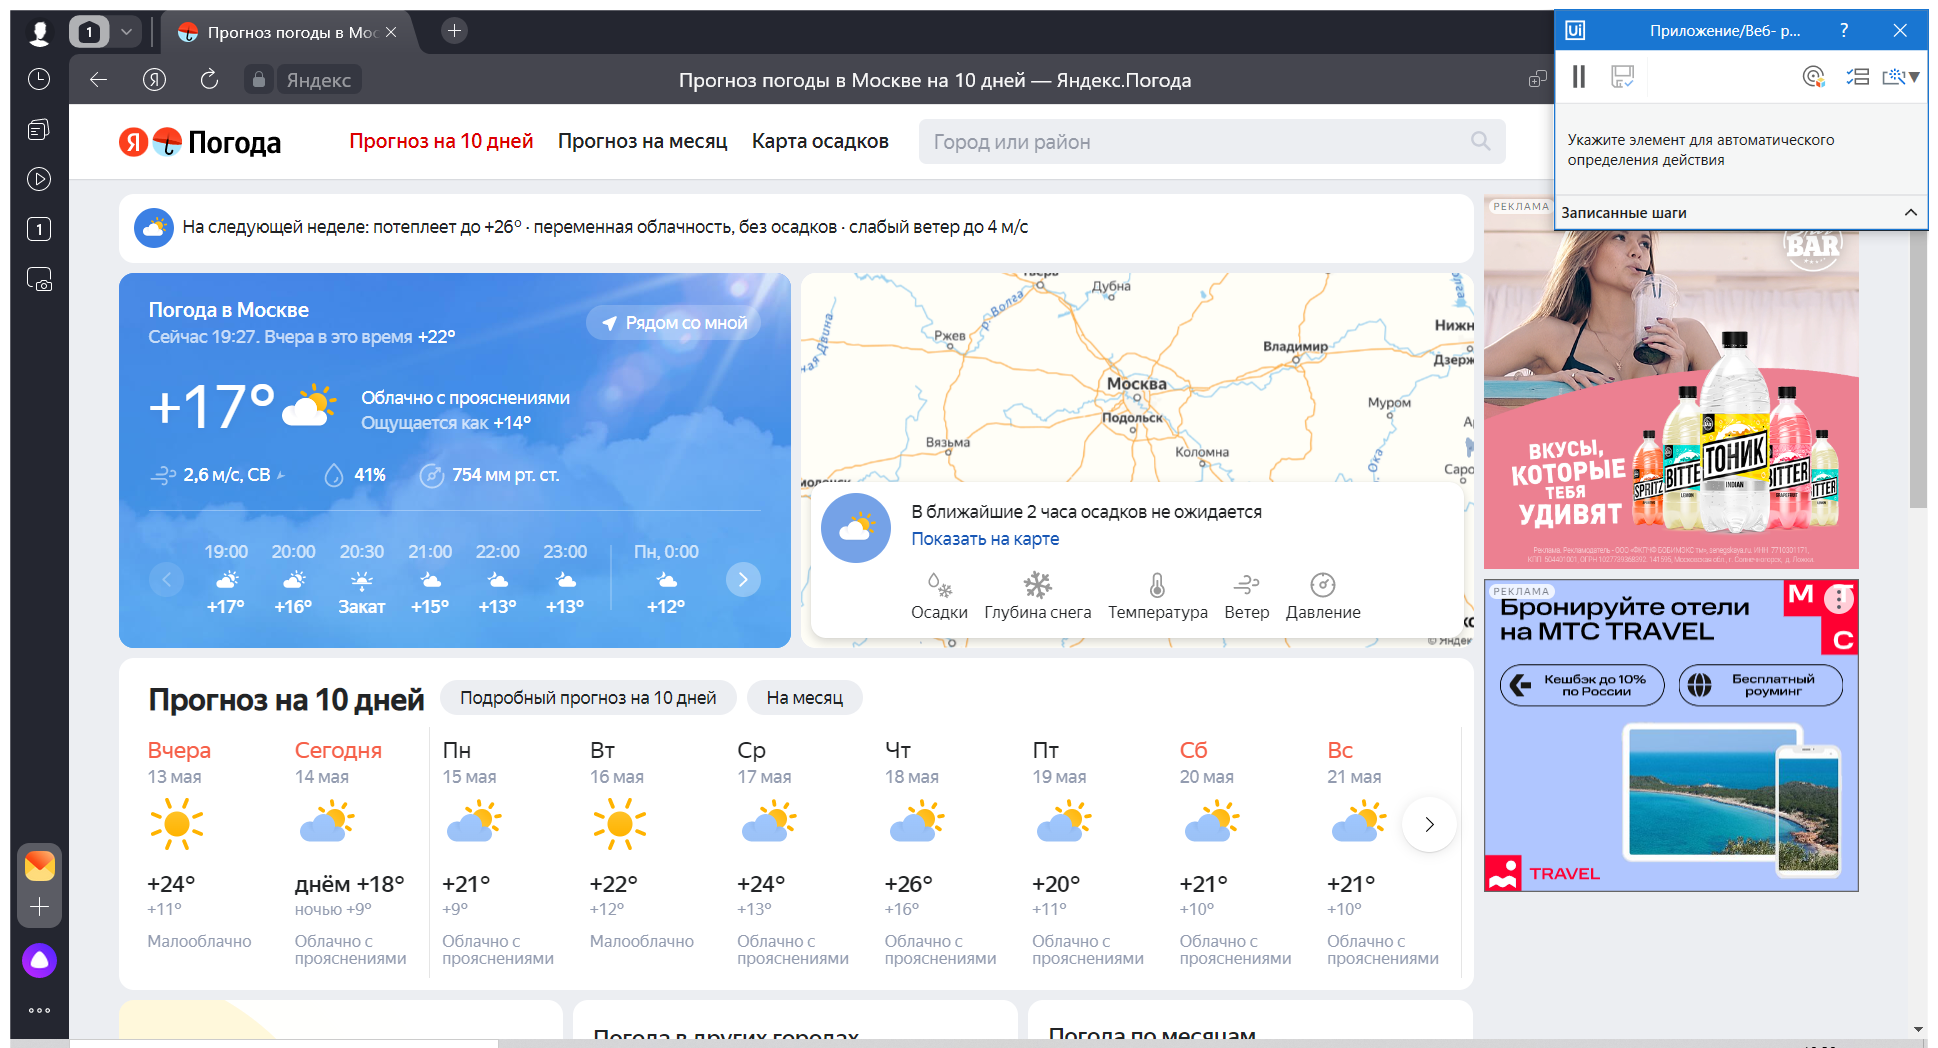 1
Прогноз погоды в Мос
Яндекс
Прогноз погоды в Москве на 10 дней — Яндекс.Погода
Ui
Приложение/Веб- р...
?
Укажите элемент для автоматического
определения действия
Записанные шаги
1
Я Погода
Прогноз на 10 дней
Прогноз на месяц
Карта осадков
Город или район
На следующей неделе: потеплеет до +26° · переменная облачность, без осадков · слабый ветер до 4 м/с
Погода в Москве
Рядом со мной
Сейчас 19:27. Вчера в это время +22°
+17°
Облачно с прояснениями
Ощущается как +14°
2,6 м/с, СВ
41%
754 мм рт. ст.
19:00 20:00 20:30 21:00 22:00 23:00 Пн, 0:00
+17° +16° Закат +15° +13° +13° +12°
Тверь
Дубна
р. Волга
Ржев
Владимир
Нижн
Дзерж
Москва
Подольск
Муром
Вязьма
Коломна
Ока
Саро
В ближайшие 2 часа осадков не ожидается
Показать на карте
Осадки Глубина снега Температура Ветер Давление
© Яндек
РЕКЛАМА
BAR
ВКУСЫ,
КОТОРЫЕ
ТЕБЯ
УДИВЯТ
SPRITZ
BITTE
LEMON
ТОНИК
INDIAN
BITTER
ITTER
РЕКЛАМА
Бронируйте отели
на МТС TRAVEL
М Т
С
Кешбэк до 10%
по России
Бесплатный
роуминг
TRAVEL
Прогноз на 10 дней
Подробный прогноз на 10 дней
На месяц
Вчера Сегодня Пн Вт Ср Чт Пт Сб Вс
13 мая 14 мая 15 мая 16 мая 17 мая 18 мая 19 мая 20 мая 21 мая
+24° днём +18° +21° +22° +24° +26° +20° +21° +21°
+11° ночью +9° +9° +12° +13° +16° +11° +10° +10°
Малооблачно Облачно с Облачно с Малооблачно Облачно с Облачно с Облачно с Облачно с Облачно с
прояснениями прояснениями прояснениями прояснениями прояснениями прояснениями прояснениями
Погода в других городах
Погода по месяцам